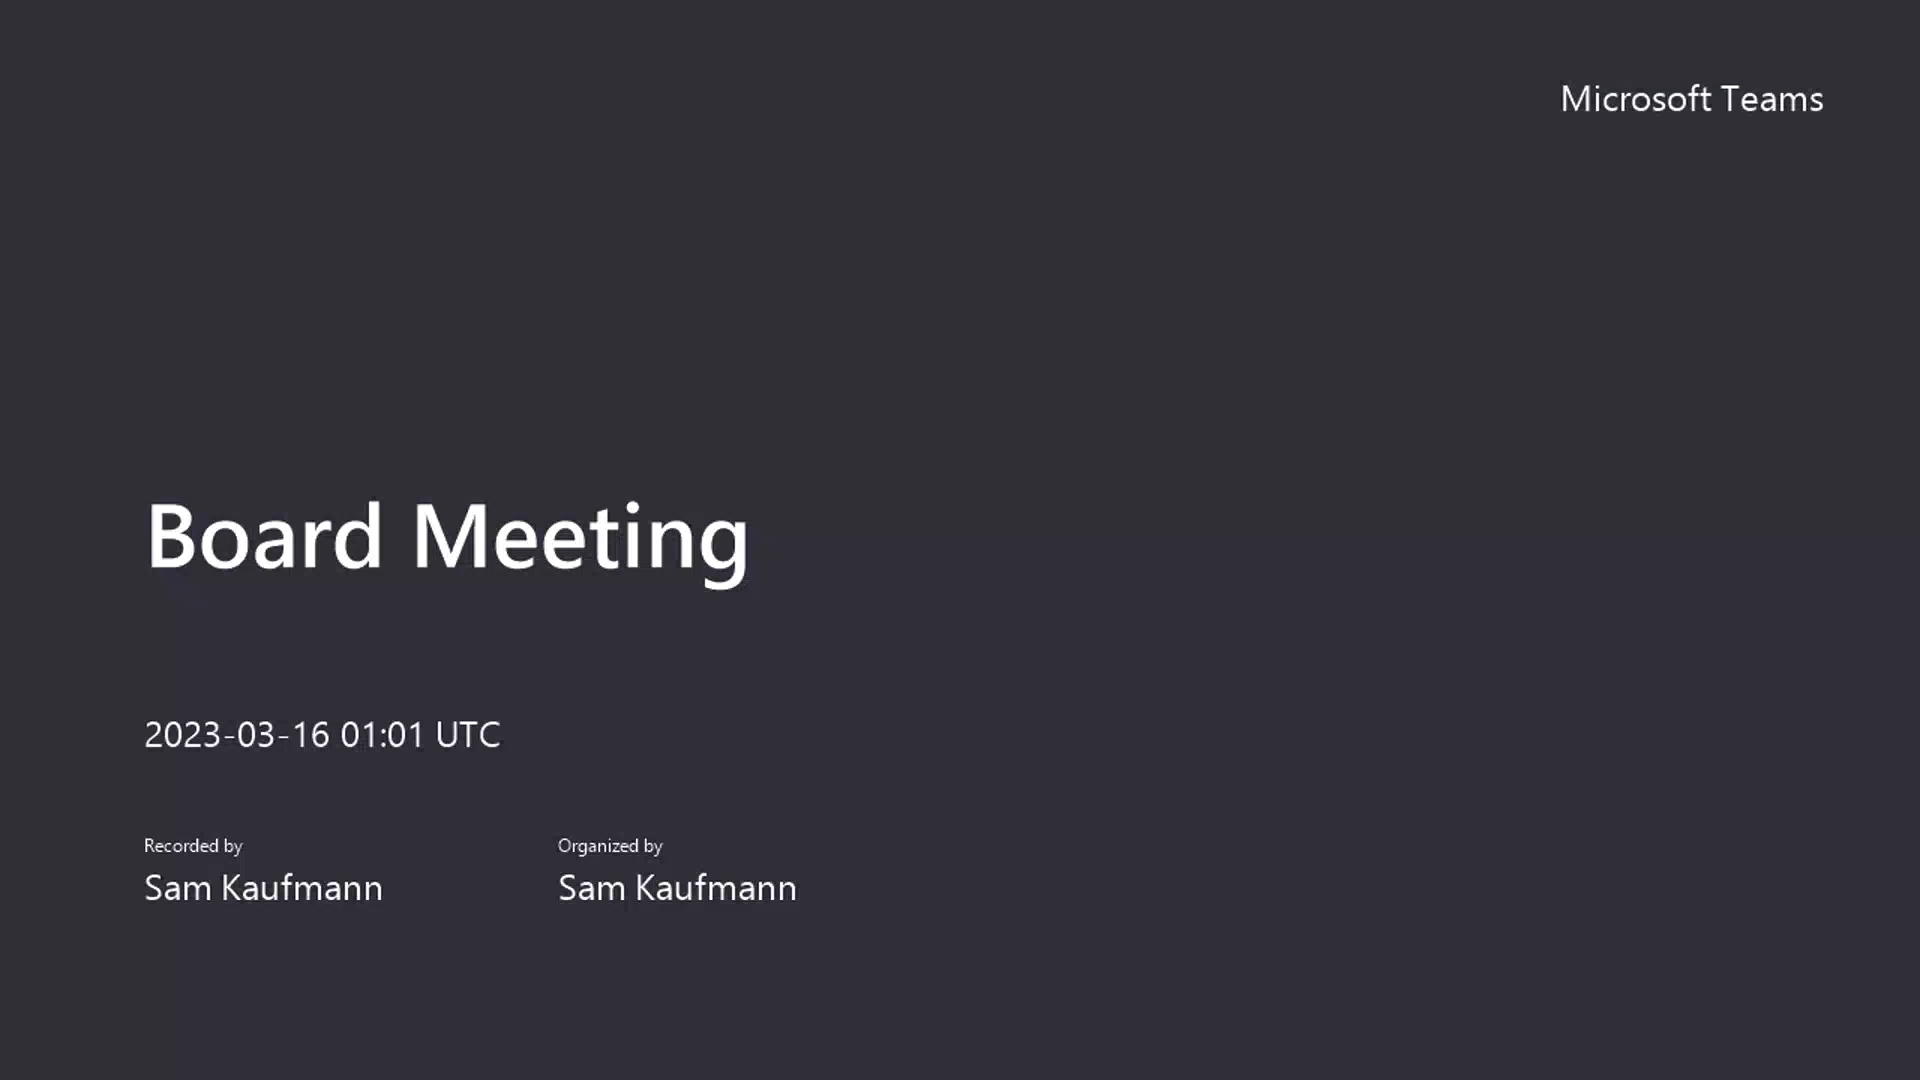 Microsoft Teams
Board Meeting
2023-03-16 01:01 UTC
Recorded by
Sam Kaufmann
Organized by
Sam Kaufmann